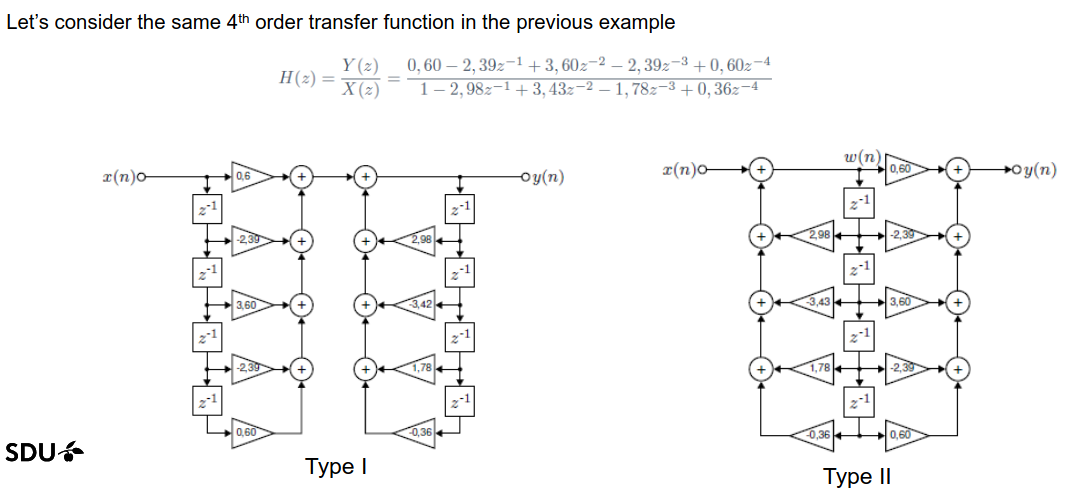 Let's consider the same 4th order transfer function in the previous example
H(z) = Y(z) / X(z) = 0,60 − 2,39z−1 + 3,60z−2 − 2,39z−3 + 0,60z−4 / 1 − 2,98z−1 + 3,43z−2 − 1,78z−3 + 0,36z−4
x(n) 0,6 + + y(n)
z-1 z-1
-2,39 + + 2,98
z-1 z-1
3,60 + + -3,42
z-1 z-1
-2,39 + + 1,78
z-1 z-1
0,60 -0,36
Type I
x(n) + w(n) 0,60 + y(n)
z-1
+ 2,98 -2,39 +
z-1
+ -3,43 3,60 +
z-1
+ 1,78 -2,39 +
z-1
-0,36 0,60
Type II
SDU